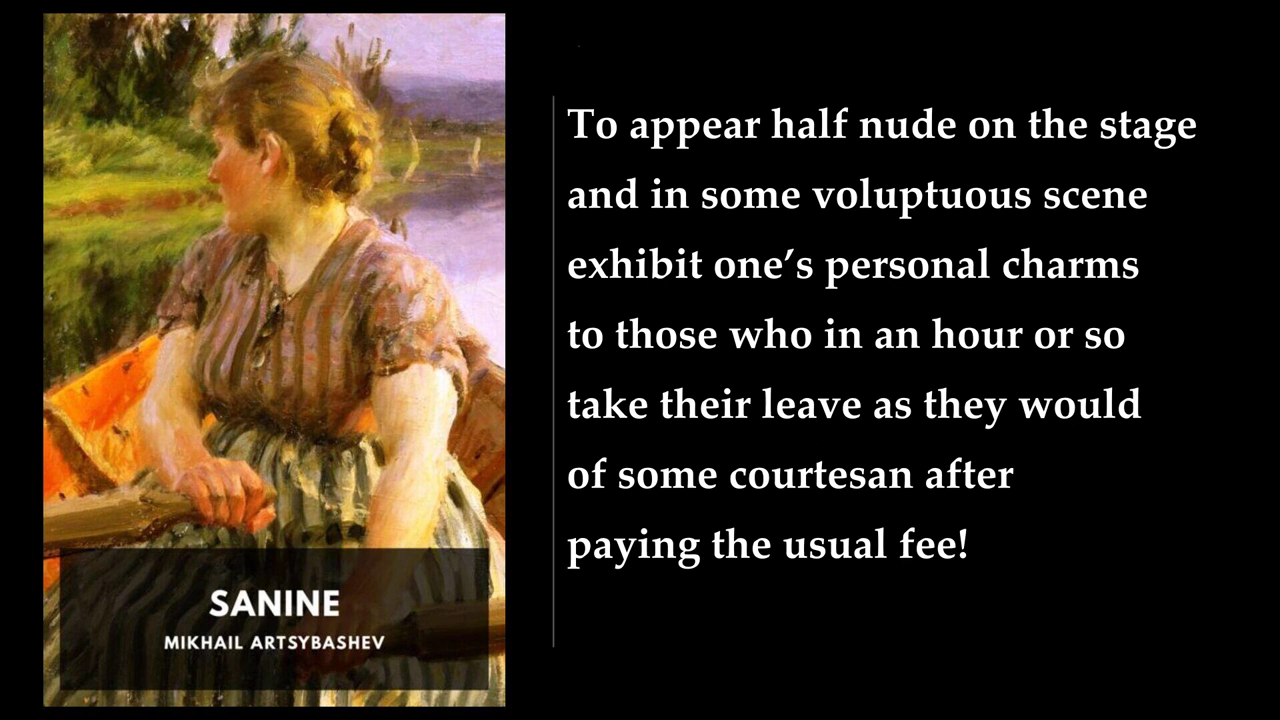 SANINE
MIKHAIL ARTSYBASHEV
To appear half nude on the stage
and in some voluptuous scene
exhibit one’s personal charms
to those who in an hour or so
take their leave as they would
of some courtesan after
paying the usual fee!